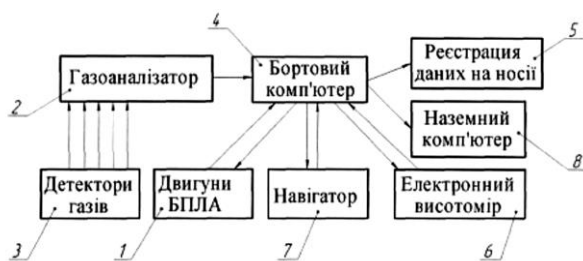 4
5
Газоаналізатор
Бортовий
комп'ютер
Реєстрация
даних на носії
2
Наземний
комп'ютер
8
Детектори
газів
Двигуни
БПЛА
Навігатор
Електронний
висотомір
3
1
7
6